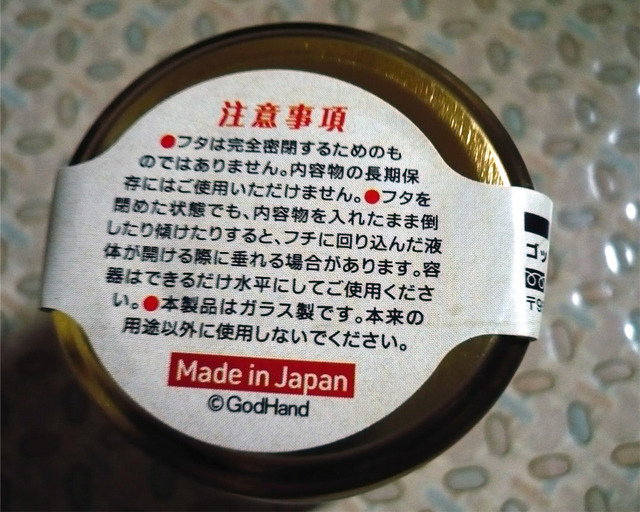 注意事項
●フタは完全密閉するためのも
のではありません。内容物の長期保
存にはご使用いただけません。●フタを
閉めた状態でも、内容物を入れたまま倒
したり傾けたりすると、フチに回り込んだ液
体が開ける際に垂れる場合があります。容
器はできるだけ水平にしてご使用くださ
い。●本製品はガラス製です。本来の
用途以外に使用しないでください。
Made in Japan
©GodHand
ゴッ
〒9